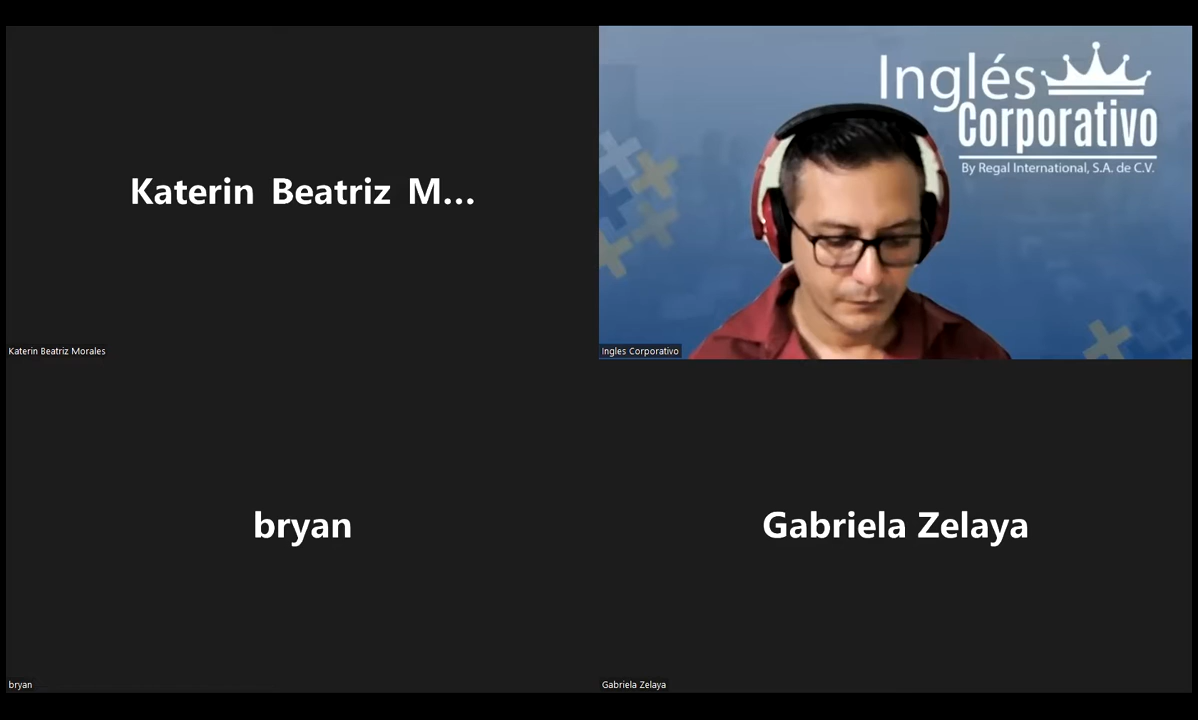 Katerin Beatriz M...
Katerin Beatriz Morales
Inglés
Corporativo
By Regal International, S.A. de C.V.
Ingles Corporativo
bryan
bryan
Gabriela Zelaya
Gabriela Zelaya